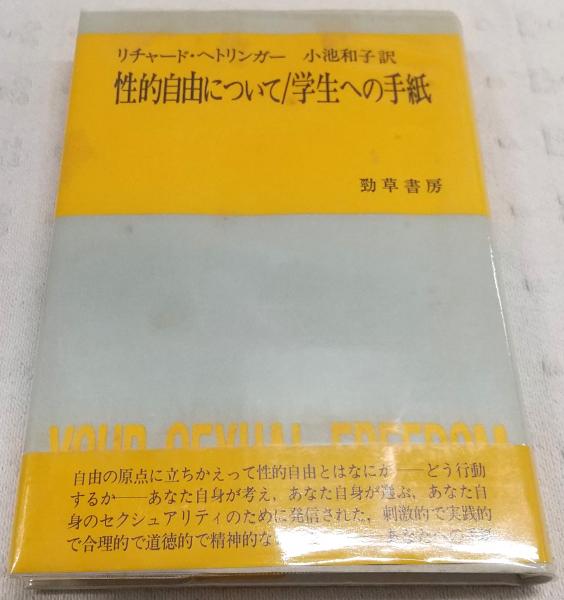 リチャード・ヘトリンガー 小池和子訳
性的自由について/学生への手紙
勁草書房
YOUR SEXUAL FREEDOM
自由の原点に立ちかえって性的自由とはなにか――どう行動
するか――あなた自身が考え，あなた自身が選ぶ，あなた自
身のセクシュアリティのために発信された，刺激的で実践的
で合理的で道徳的で精神的な